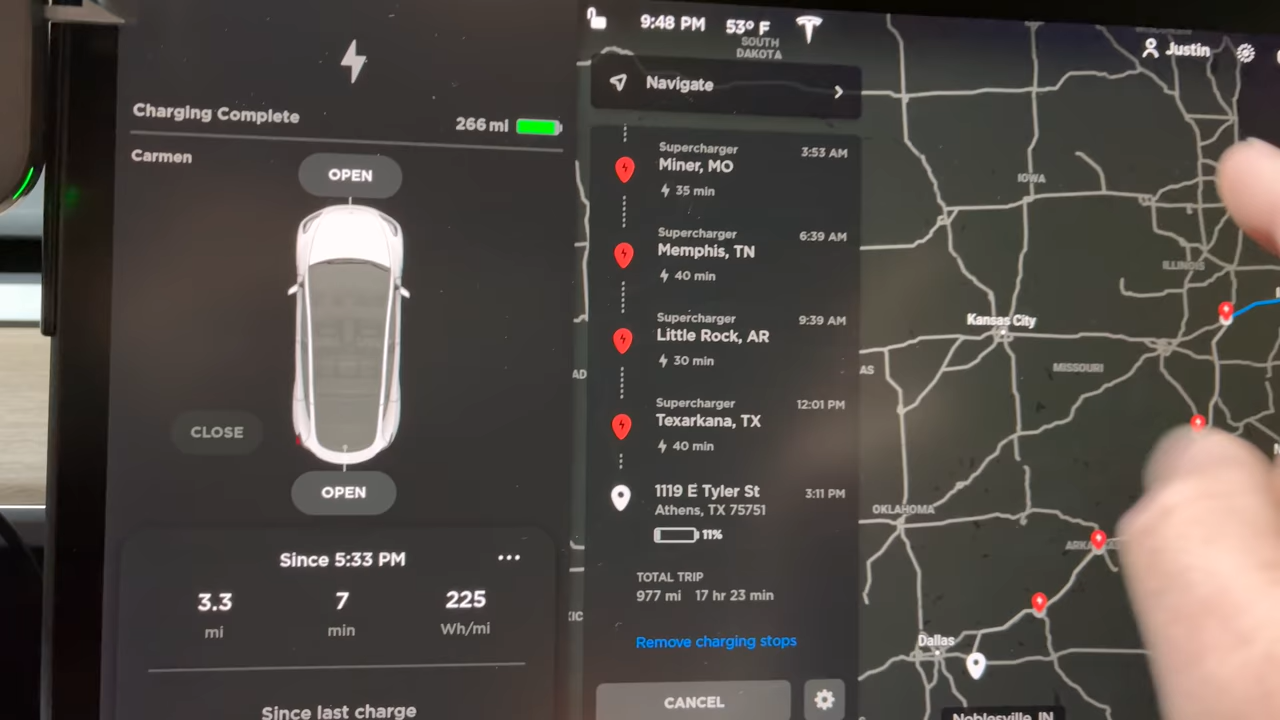 Charging Complete
266 mi
Carmen
OPEN
CLOSE
OPEN
Since 5:33 PM
3.3
mi
7
min
225
Wh/mi
Since last charge
9:48 PM
53° F
Navigate
Supercharger
Miner, MO
35 min
3:53 AM
Supercharger
Memphis, TN
40 min
6:39 AM
Supercharger
Little Rock, AR
30 min
9:39 AM
Supercharger
Texarkana, TX
40 min
12:01 PM
1119 E Tyler St
Athens, TX 75751
3:11 PM
11%
TOTAL TRIP
977 mi 17 hr 23 min
Remove charging stops
CANCEL
Justin
SOUTH
DAKOTA
IOWA
ILLINOIS
Kansas City
MISSOURI
AS
AD
OKLAHOMA
Dallas
Noblesville, IN